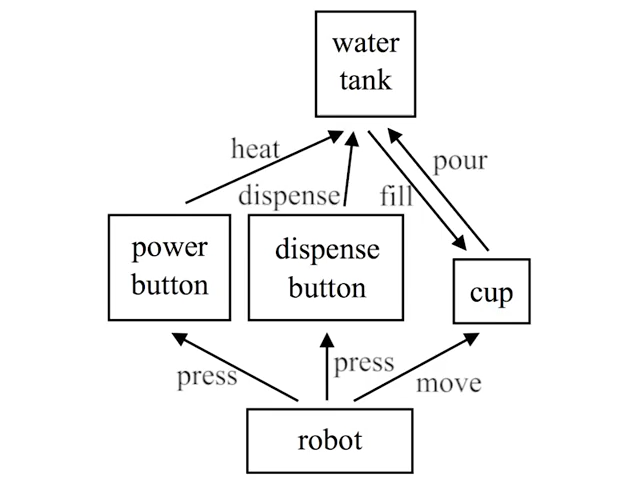 water
tank
heat
pour
dispense
fill
power
button
dispense
button
cup
press
press
move
robot